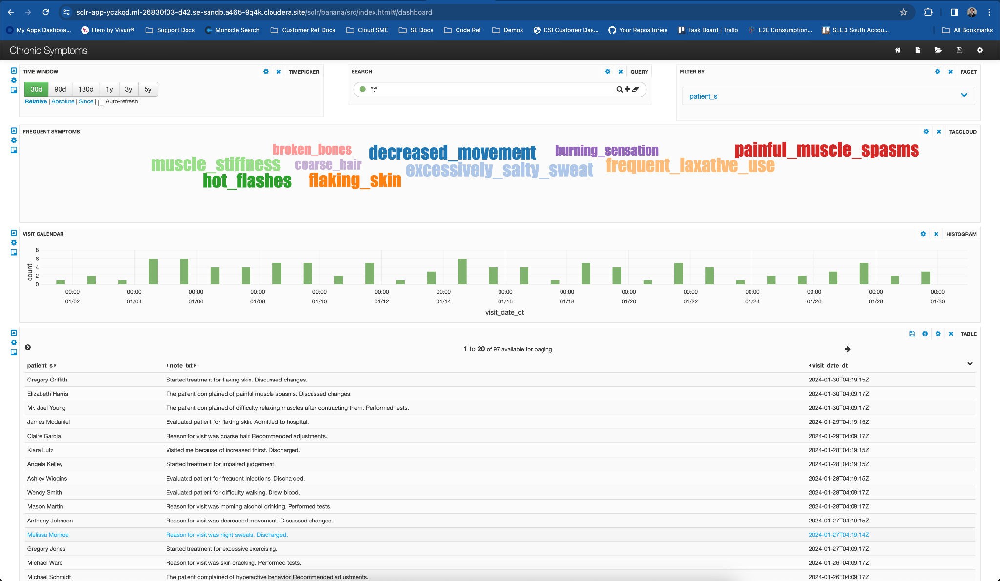 solr-app-yczkqd.ml-26830f03-d42.se-sandb.a465-9q4k.cloudera.site/solr/banana/src/index.html#/dashboard
My Apps Dashboa... Hero by Vivun® Support Docs Monocle Search Customer Ref Docs Cloud SME SE Docs Code Ref Demos CSI Customer Das... Your Repositories Task Board | Trello E2E Consumption... SLED South Accou... All Bookmarks
Chronic Symptoms
TIME WINDOW TIMEPICKER
30d 90d 180d 1y 3y 5y
Relative | Absolute | Since | Auto-refresh
SEARCH QUERY
*:*
FILTER BY FACET
patient_s
FREQUENT SYMPTOMS TAGCLOUD
broken_bones decreased_movement burning_sensation painful_muscle_spasms
muscle_stiffness coarse_hair excessively_salty_sweat frequent_laxative_use
hot_flashes flaking_skin
VISIT CALENDAR HISTOGRAM
8
6
4
2
0
count
00:00 00:00 00:00 00:00 00:00 00:00 00:00 00:00 00:00 00:00 00:00 00:00 00:00 00:00 00:00
01/02 01/04 01/06 01/08 01/10 01/12 01/14 01/16 01/18 01/20 01/22 01/24 01/26 01/28 01/30
visit_date_dt
TABLE
1 to 20 of 97 available for paging
patient_s note_txt visit_date_dt
Gregory Griffith Started treatment for flaking skin. Discussed changes. 2024-01-30T04:19:15Z
Elizabeth Harris The patient complained of painful muscle spasms. Discussed changes. 2024-01-30T04:09:17Z
Mr. Joel Young The patient complained of difficulty relaxing muscles after contracting them. Performed tests. 2024-01-30T04:09:17Z
James Mcdaniel Evaluated patient for flaking skin. Admitted to hospital. 2024-01-29T04:19:15Z
Claire Garcia Reason for visit was coarse hair. Recommended adjustments. 2024-01-29T04:09:17Z
Kiara Lutz Visited me because of increased thirst. Discharged. 2024-01-28T04:19:15Z
Angela Kelley Started treatment for impaired judgement. 2024-01-28T04:19:15Z
Ashley Wiggins Evaluated patient for frequent infections. Discharged. 2024-01-28T04:19:15Z
Wendy Smith Evaluated patient for difficulty walking. Drew blood. 2024-01-28T04:09:17Z
Mason Martin Reason for visit was morning alcohol drinking. Performed tests. 2024-01-28T04:09:17Z
Anthony Johnson Reason for visit was decreased movement. Discussed changes. 2024-01-27T04:19:15Z
Melissa Monroe Reason for visit was night sweats. Discharged. 2024-01-27T04:19:14Z
Gregory Jones Started treatment for excessive exercising. 2024-01-27T04:09:17Z
Michael Ward Reason for visit was skin cracking. Performed tests. 2024-01-26T04:09:17Z
Michael Schmidt The patient complained of hyperactive behavior. Recommended adjustments. 2024-01-26T04:09:17Z